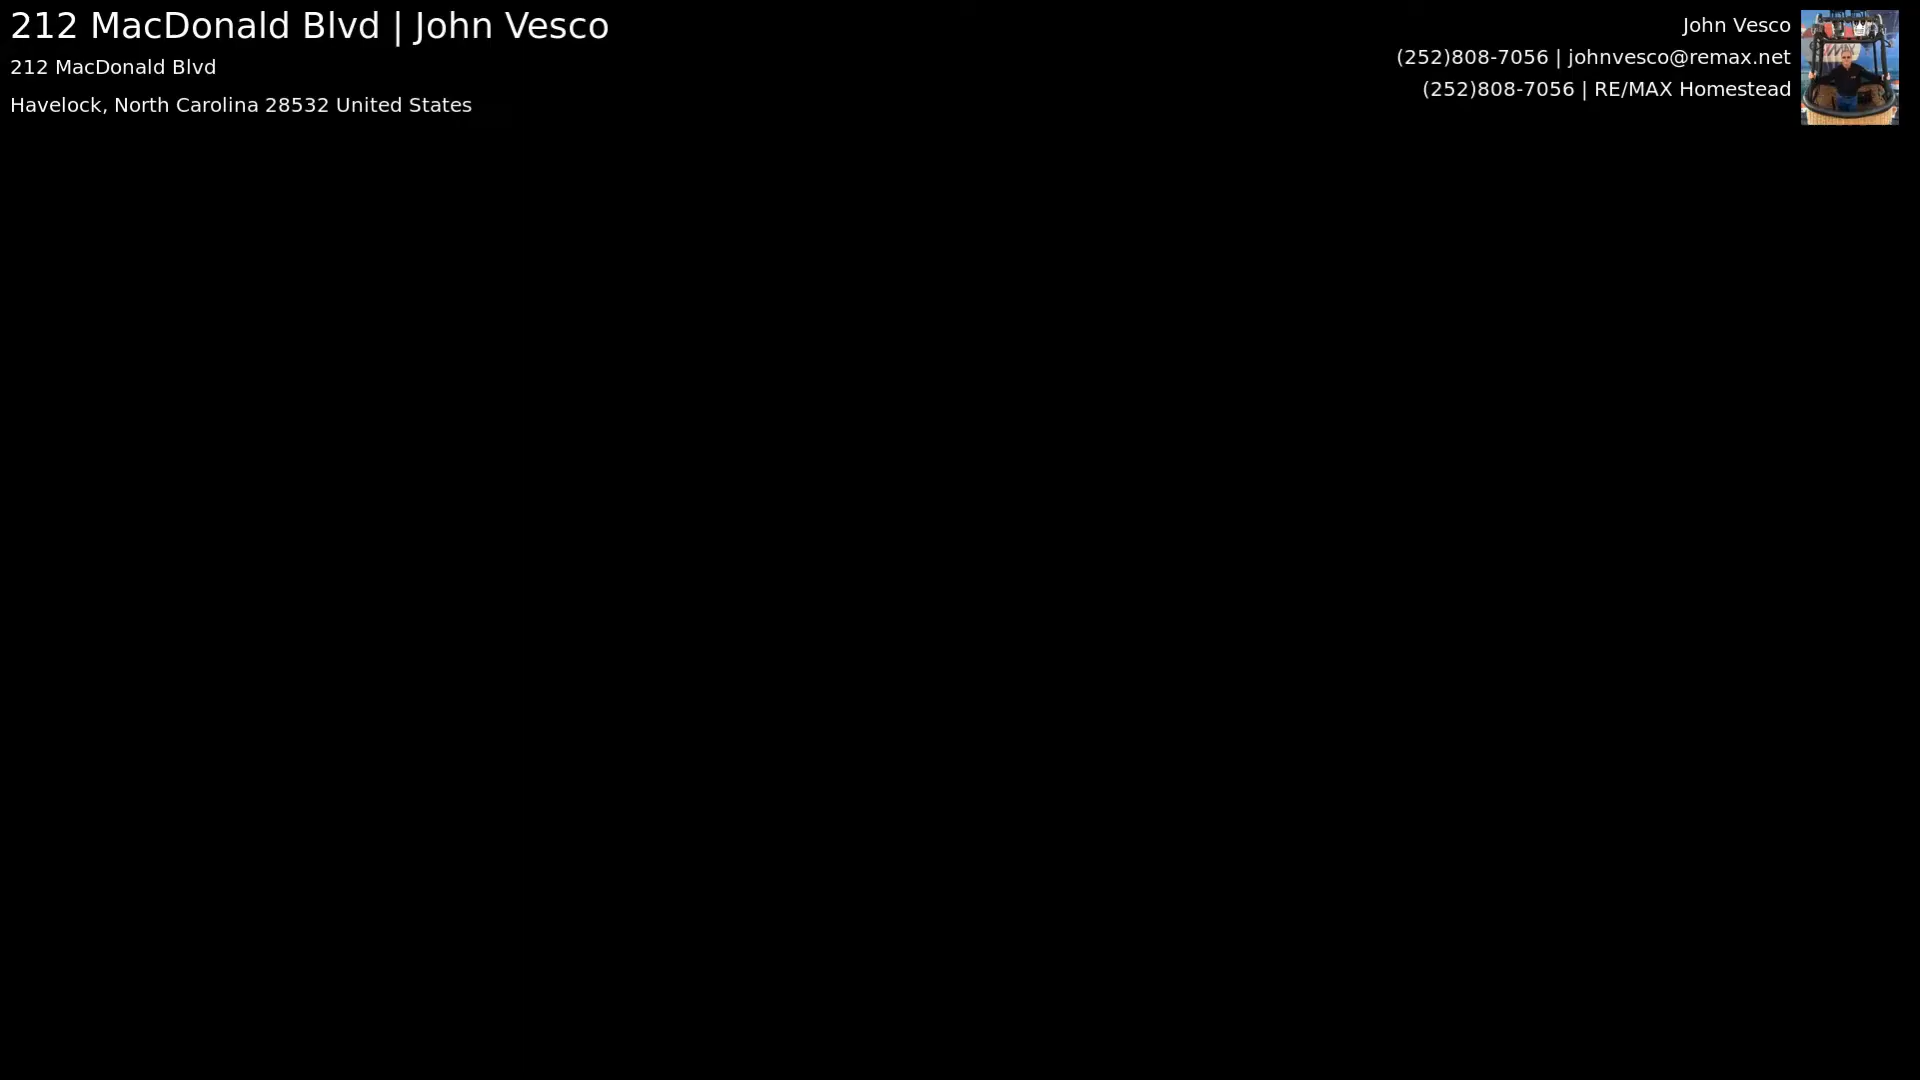 212 MacDonald Blvd | John Vesco
212 MacDonald Blvd
Havelock, North Carolina 28532 United States
John Vesco
(252)808-7056 | johnvesco@remax.net
(252)808-7056 | RE/MAX Homestead